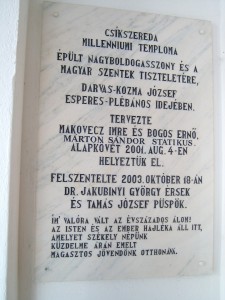 CSÍKSZEREDA
MILLENNIUMI TEMPLOMA
ÉPÜLT NAGYBOLDOGASSZONY ÉS A
MAGYAR SZENTEK TISZTELETÉRE,
DARVAS-KOZMA JÓZSEF
ESPERES-PLÉBÁNOS IDEJÉBEN.
TERVEZTE
MAKOVECZ IMRE ÉS BOGOS ERNŐ,
MÁRTON SÁNDOR STATIKUS.
ALAPKÖVÉT 2001. AUG. 4-ÉN
HELYEZTÜK EL.
FELSZENTELTE 2003. OKTÓBER 18-ÁN
DR. JAKUBINYI GYÖRGY ÉRSEK
ÉS TAMÁS JÓZSEF PÜSPÖK.
ÍM' VALÓRA VÁLT AZ ÉVSZÁZADOS ÁLOM!
AZ ISTEN ÉS AZ EMBER HAJLÉKA ÁLL ITT,
AMELYET SZÉKELY NÉPÜNK
KÜZDELME ÁRÁN EMELT
MAGASZTOS JÖVENDŐNK OTTHONÁVÁ.